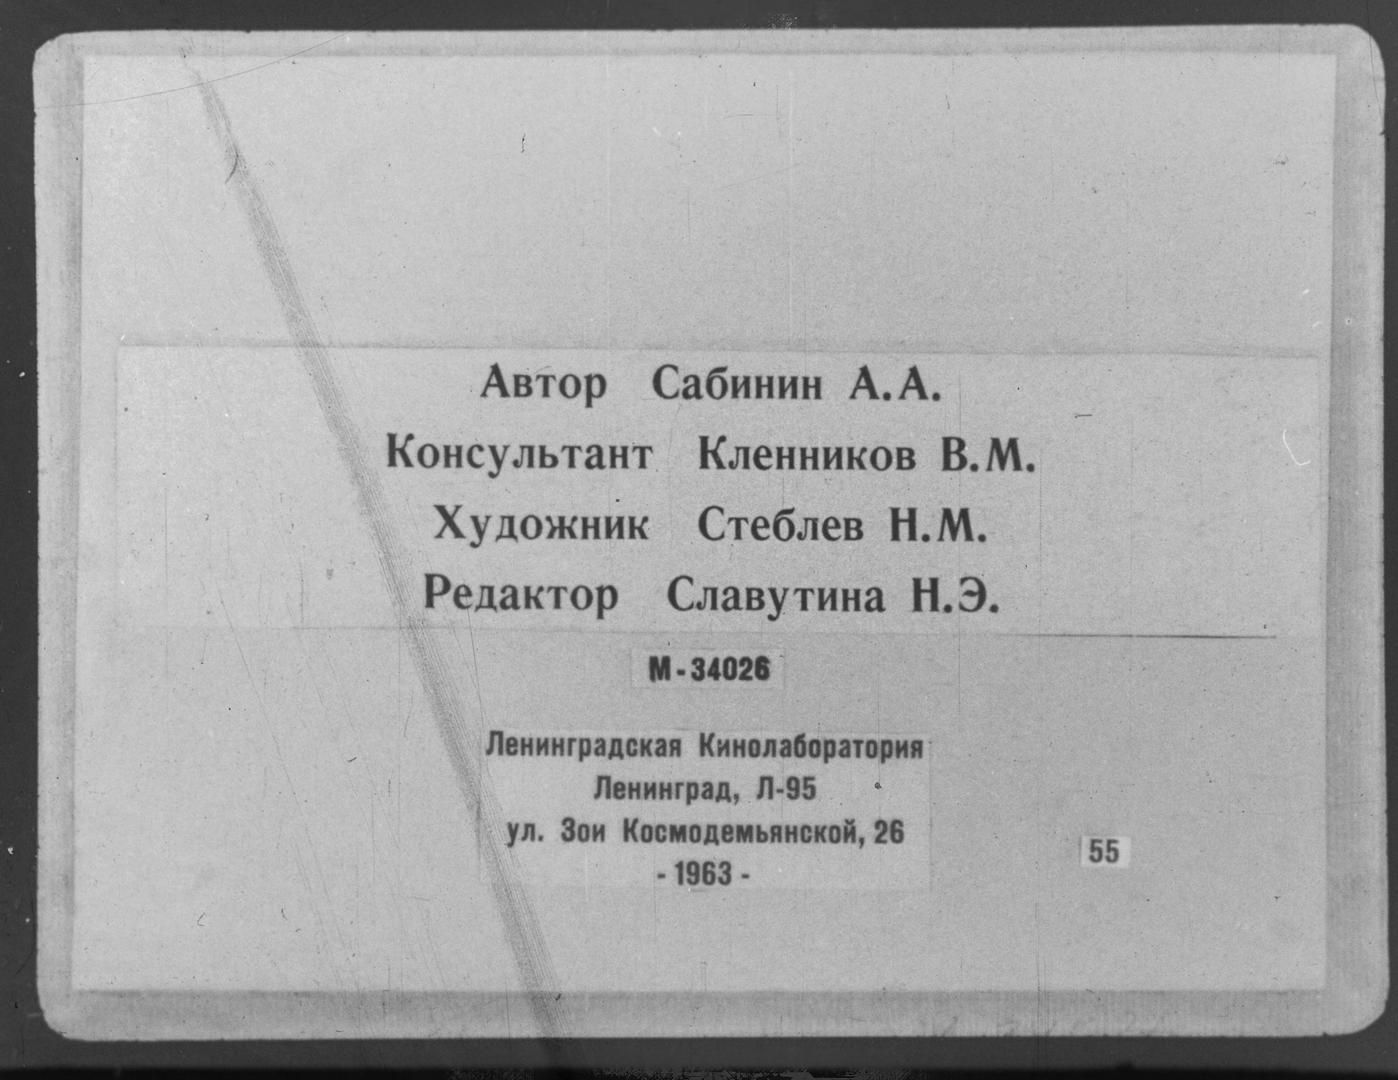 Автор Сабинин А.А.
Консультант Кленников В.М.
Художник Стеблев Н.М.
Редактор Славутина Н.Э.
М-34026
Ленинградская Кинолаборатория
Ленинград, Л-95
ул. Зои Космодемьянской, 26
- 1963 -
55